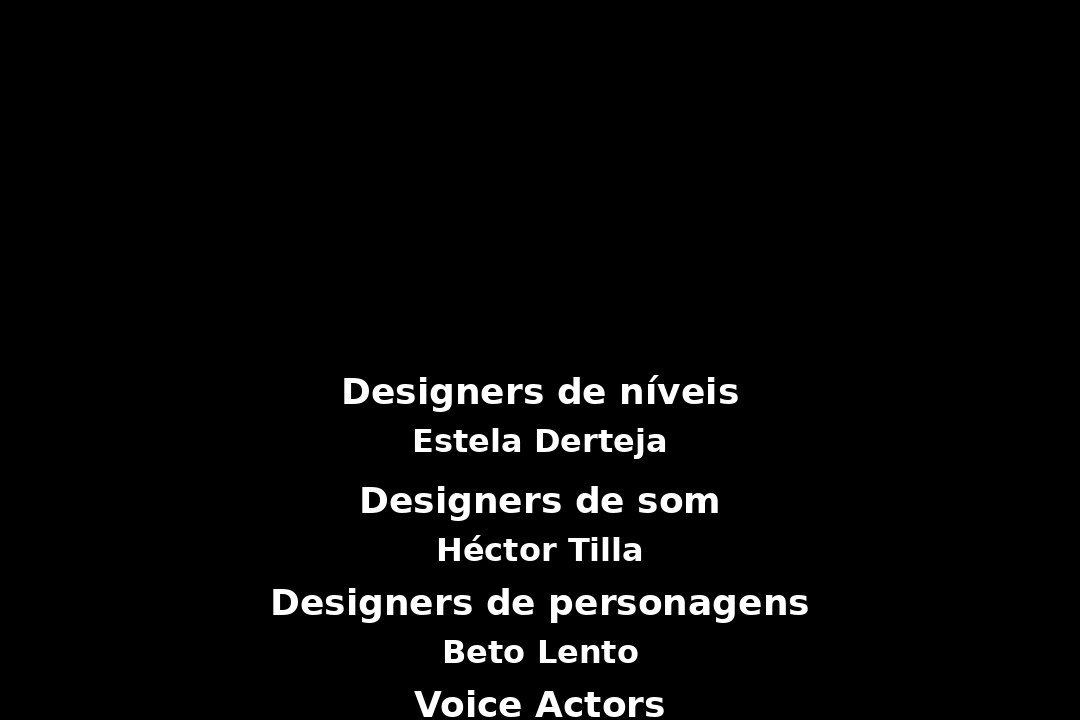 Designers de níveis
Estela Derteja
Designers de som
Héctor Tilla
Designers de personagens
Beto Lento
Voice Actors